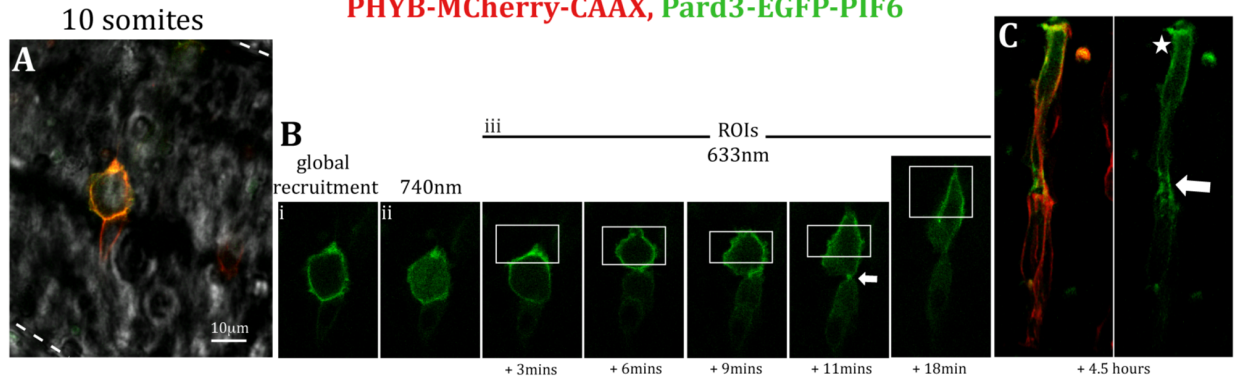 PHYB-MCherry-CAAX, Pard3-EGFP-PIF6
10 somites
A
10µm
B
global
recruitment
740nm
iii
ROIs
633nm
i
ii
+ 3mins
+ 6mins
+ 9mins
+ 11mins
+ 18min
C
+ 4.5 hours